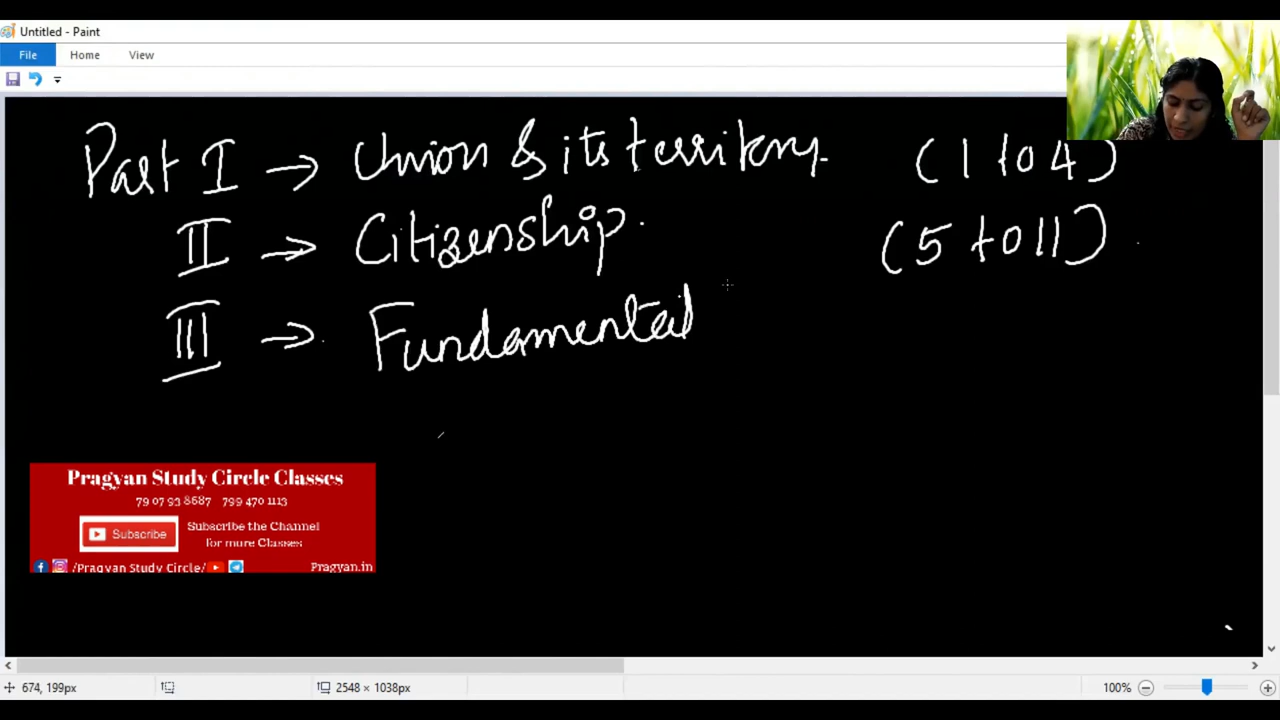 Untitled - Paint
File Home View
Part I → Union & its territory. (1 to 4)
II → Citizenship. (5 to 11)
III → Fundamental
Pragyan Study Circle Classes
79 07 93 8687 799 470 1113
Subscribe
Subscribe the Channel
for more Classes
/Pragyan Study Circle/
Pragyan.in
674, 199px
2548 × 1038px
100%